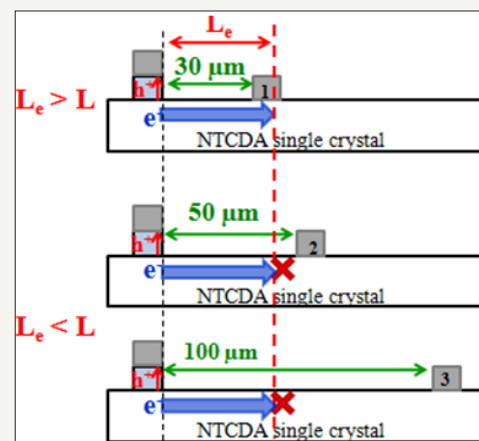 Lₑ
30 µm
h⁺
1
Lₑ > L
e⁻
NTCDA single crystal
50 µm
h⁺
2
e⁻
NTCDA single crystal
Lₑ < L
100 µm
h⁺
3
e⁻
NTCDA single crystal